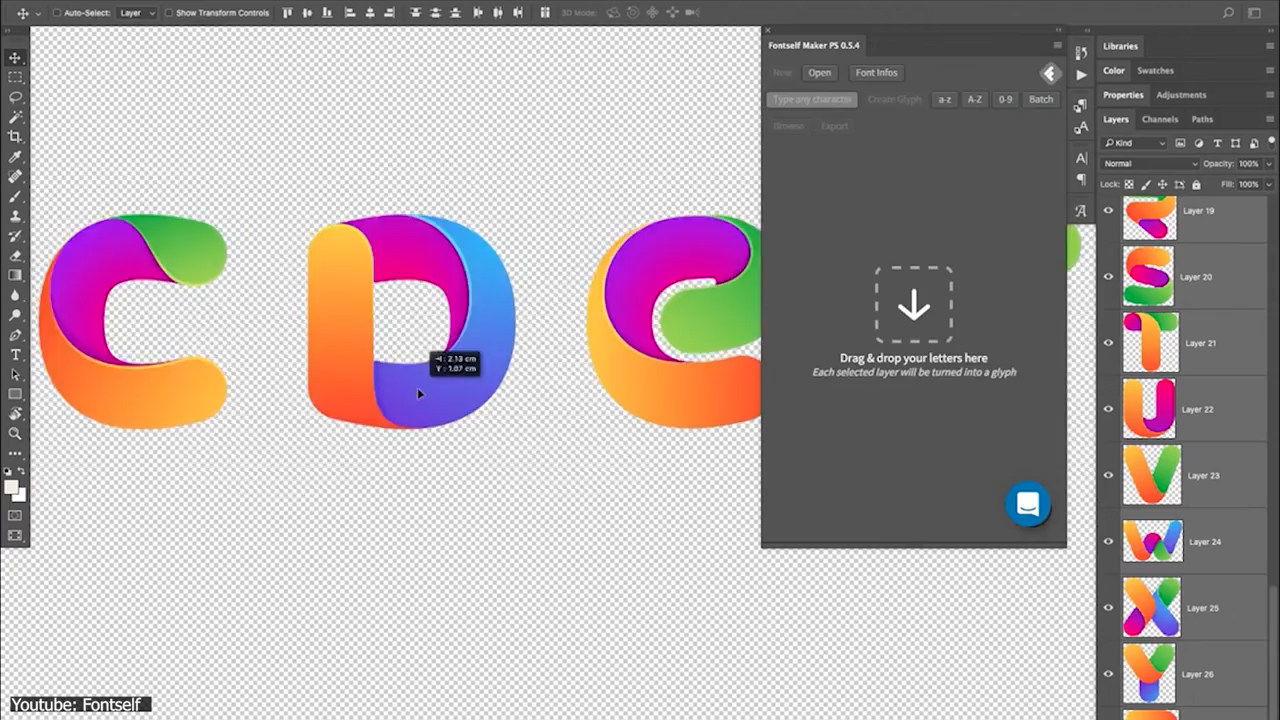 Auto-Select: Layer Show Transform Controls 3D Mode:
Fontself Maker PS 0.5.4
New Open Font Infos
Type any character Create Glyph a-z A-Z 0-9 Batch
Browse Export
C D e
Drag & drop your letters here
Each selected layer will be turned into a glyph
: 2.13 cm
Y : 1.07 cm
Libraries
Color Swatches
Properties Adjustments
Layers Channels Paths
Kind
Normal Opacity: 100%
Lock: Fill: 100%
Layer 19
S Layer 20
T Layer 21
U Layer 22
V Layer 23
W Layer 24
X Layer 25
Y Layer 26
Youtube: Fontself